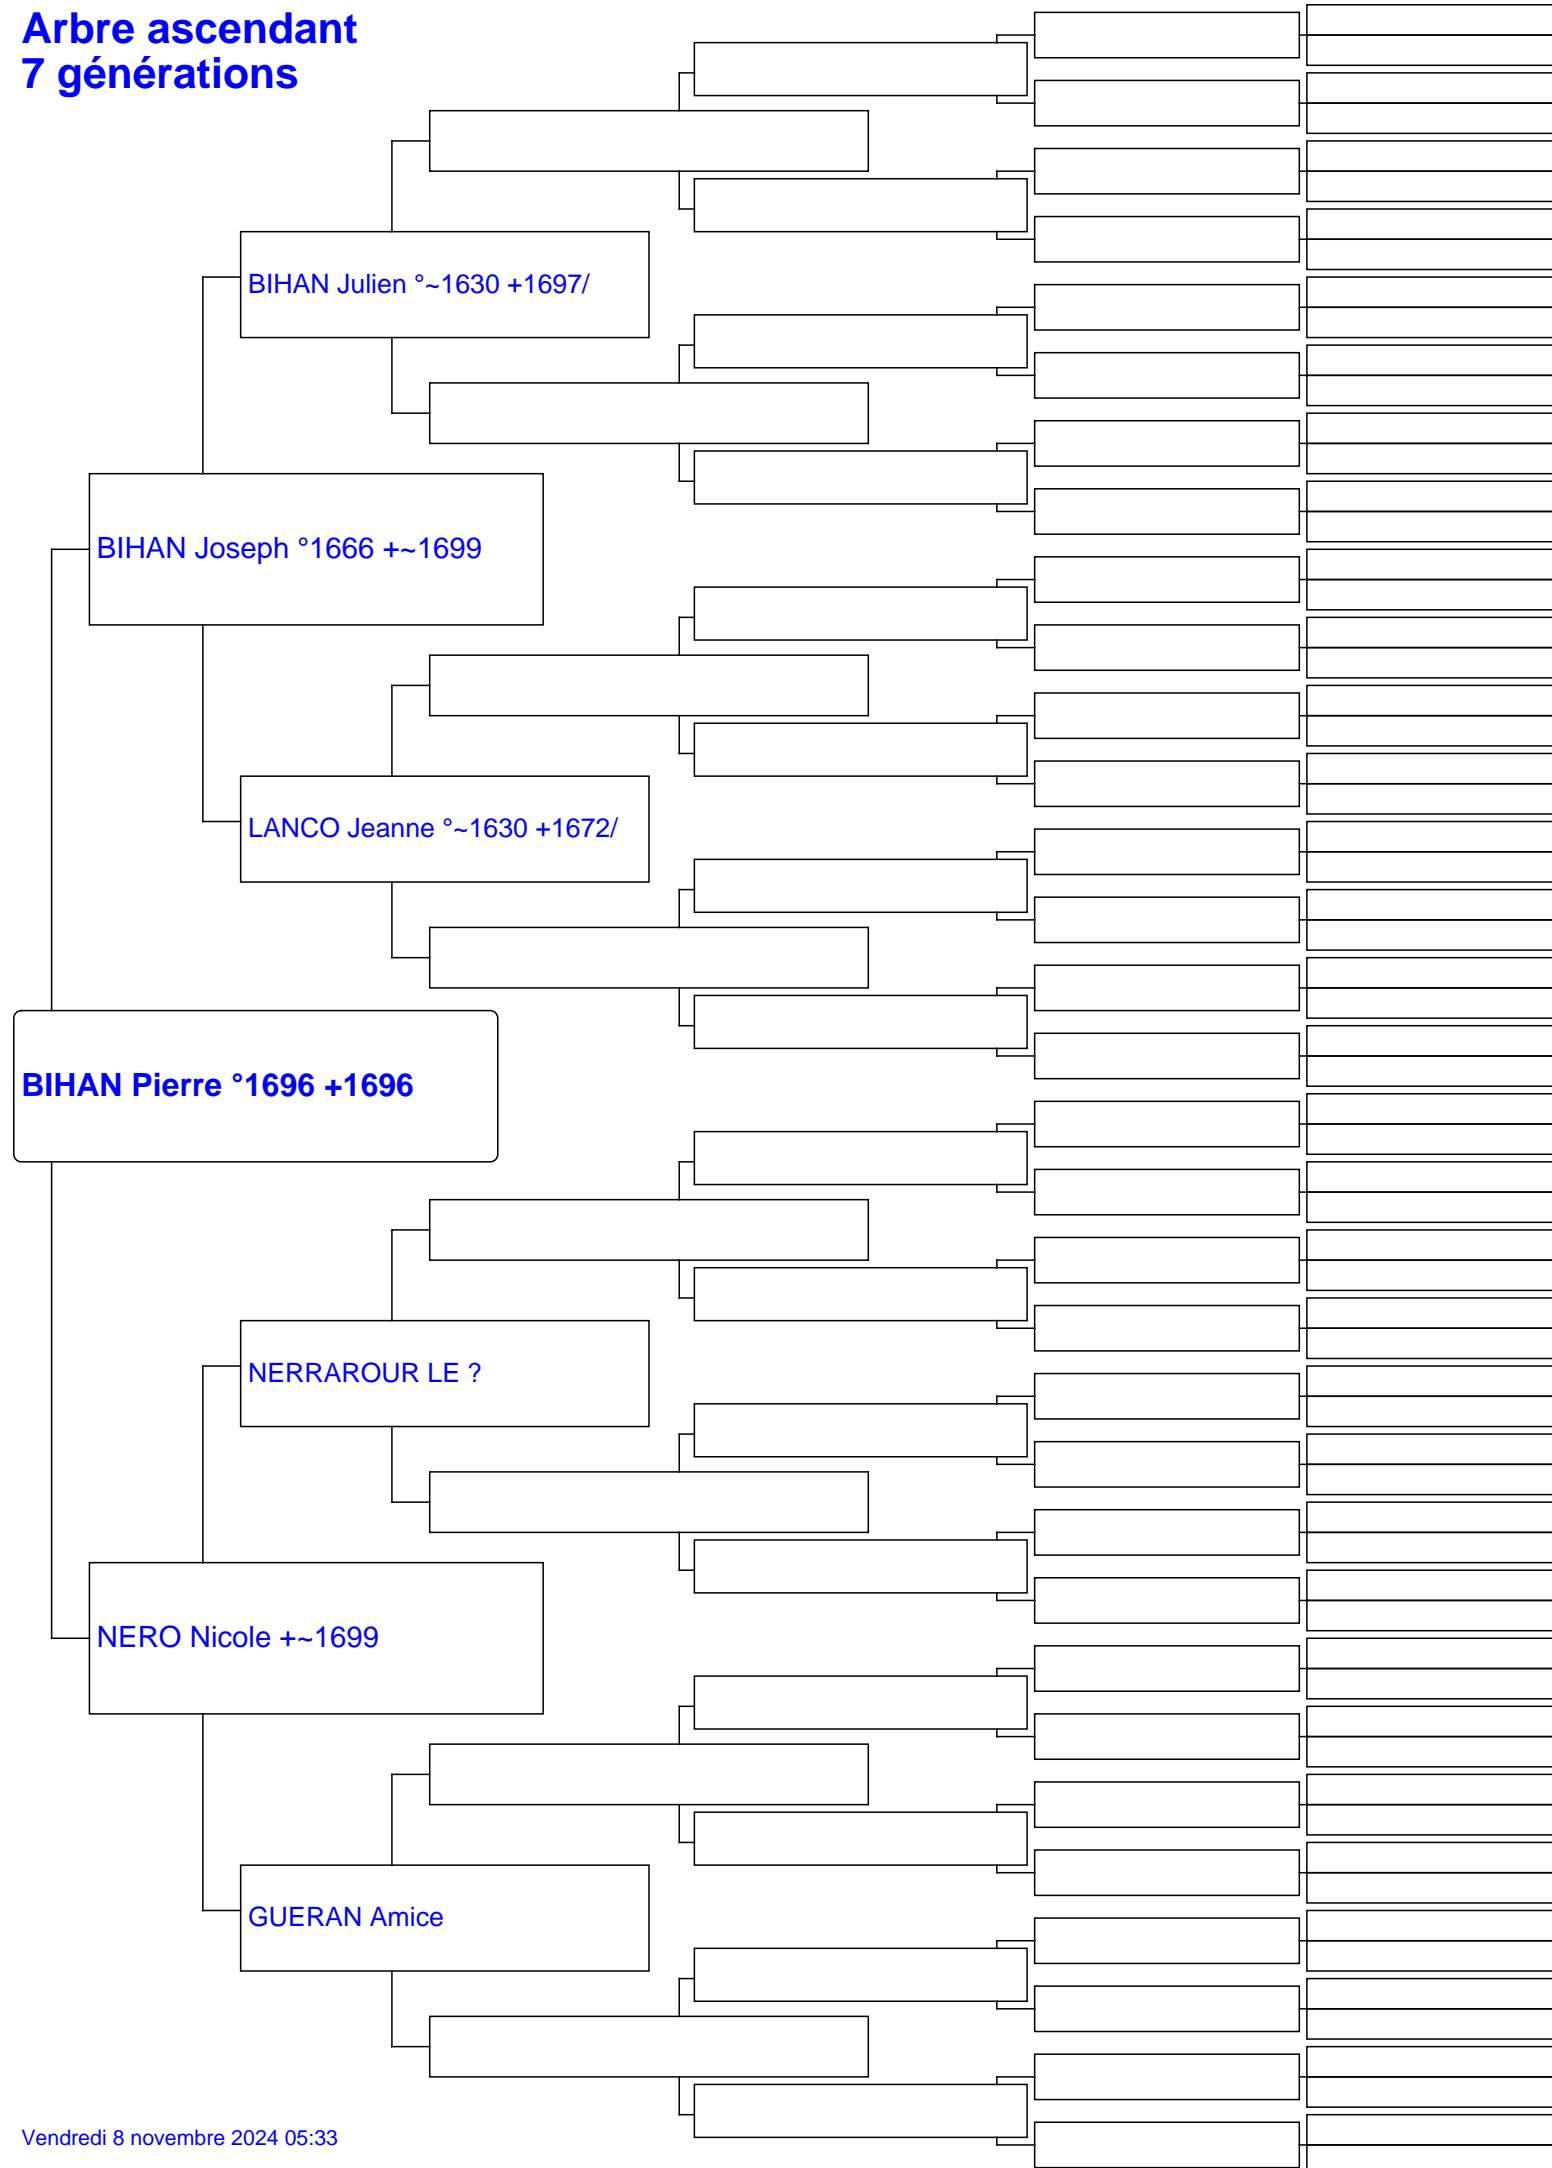 Arbre ascendant
7 générations
BIHAN Julien °~1630 +1697/
BIHAN Joseph °1666 +~1699
LANCO Jeanne °~1630 +1672/
BIHAN Pierre °1696 +1696
NERRAROUR LE ?
NERO Nicole +~1699
GUERAN Amice
Vendredi 8 novembre 2024 05:33